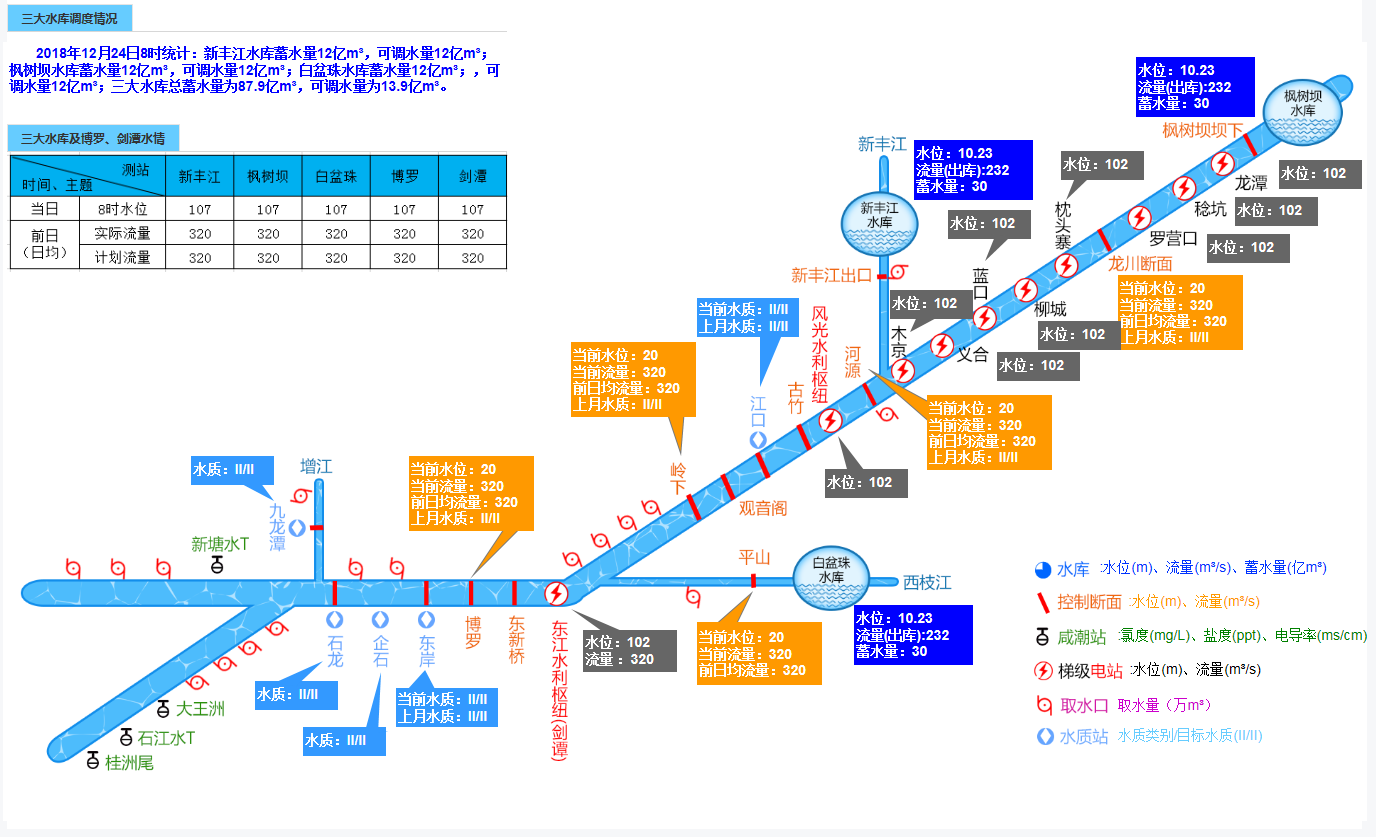 三大水库调度情况
2018年12月24日8时统计：新丰江水库蓄水量12亿m³，可调水量12亿m³；
枫树坝水库蓄水量12亿m³，可调水量12亿m³；白盆珠水库蓄水量12亿m³；，可
调水量12亿m³；三大水库总蓄水量为87.9亿m³，可调水量为13.9亿m³。
三大水库及博罗、剑潭水情
测站
时间、主题
新丰江 枫树坝 白盆珠 博罗 剑潭
当日 8时水位 107 107 107 107 107
前日
（日均）
实际流量 320 320 320 320 320
计划流量 320 320 320 320 320
水位：10.23
流量(出库):232
蓄水量：30
枫树坝
水库
枫树坝坝下
水位：102
龙潭
水位：102
稔坑
水位：102
罗营口
龙川断面
当前水位：20
当前流量：320
前日均流量：320
上月水质：II/II
水位：102
枕头寨
柳城
水位：102
水位：102
蓝口
义合
水位：102
新丰江
水位：10.23
流量(出库):232
蓄水量：30
新丰江
水库
新丰江出口
水位：102
木京
河源
当前水位：20
当前流量：320
前日均流量：320
上月水质：II/II
风光水利枢纽
水位：102
古竹
当前水质：II/II
上月水质：II/II
江口
观音阁
当前水位：20
当前流量：320
前日均流量：320
上月水质：II/II
岭下
平山
白盆珠
水库
西枝江
水位：10.23
流量(出库):232
蓄水量：30
当前水位：20
当前流量：320
前日均流量：320
水位：102
流量：320
东江水利枢纽(剑潭)
东新桥
博罗
当前水位：20
当前流量：320
前日均流量：320
上月水质：II/II
东岸
当前水质：II/II
上月水质：II/II
企石
水质：II/II
石龙
水质：II/II
增江
水质：II/II
九龙潭
新塘水T
大王洲
石江水T
桂洲尾
水库 :水位(m)、流量(m³/s)、蓄水量(亿m³)
控制断面 :水位(m)、流量(m³/s)
咸潮站 :氯度(mg/L)、盐度(ppt)、电导率(ms/cm)
梯级电站 :水位(m)、流量(m³/s)
取水口 取水量（万m³）
水质站 水质类别/目标水质(II/II)